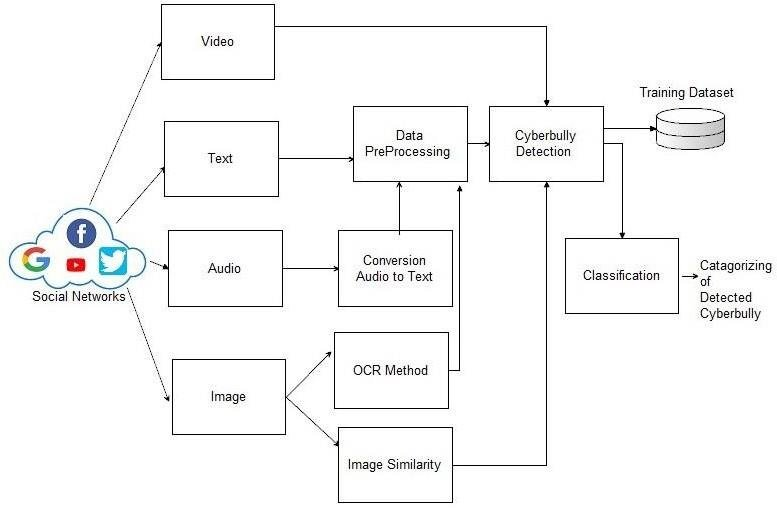 Video
Training Dataset
Data
PreProcessing
Cyberbully
Detection
Text
Audio
Conversion
Audio to Text
Classification
Catagorizing
of
Detected
Cyberbully
Social Networks
OCR Method
Image
Image Similarity